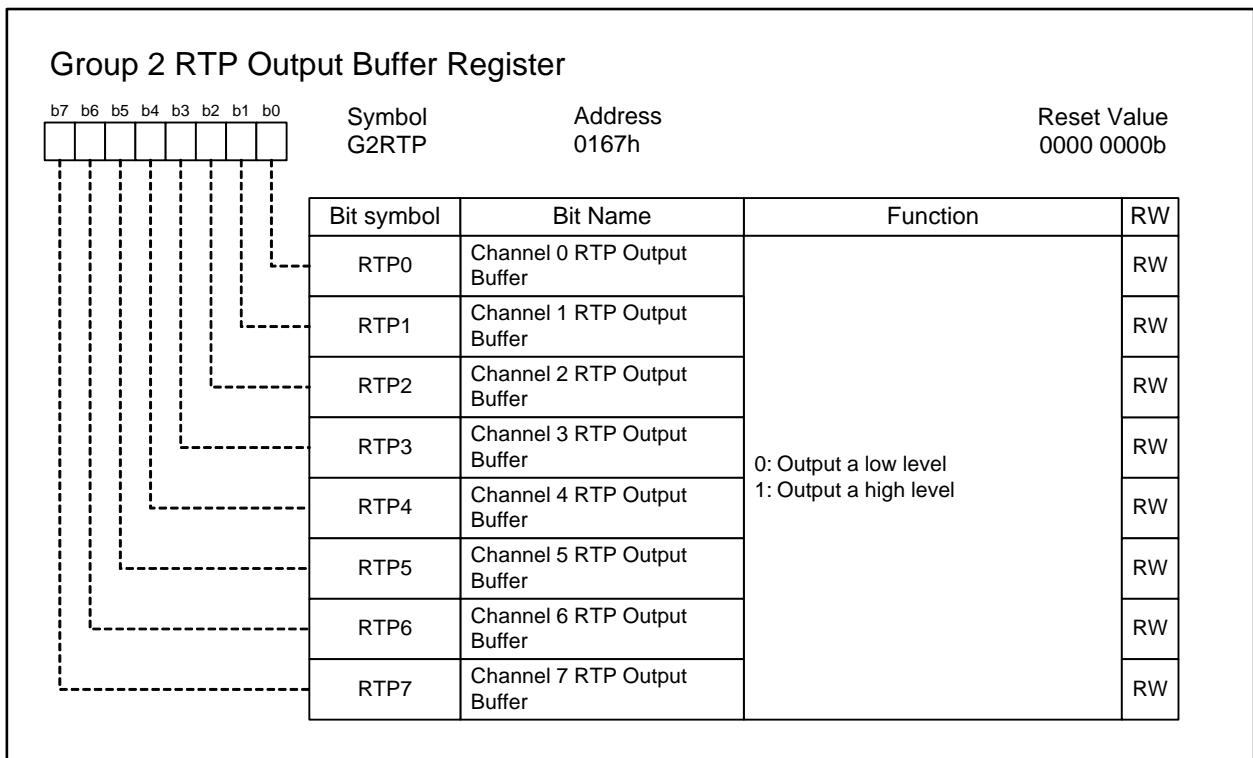 Group 2 RTP Output Buffer Register
b7 b6 b5 b4 b3 b2 b1 b0
Symbol Address Reset Value
G2RTP 0167h 0000 0000b
Bit symbol Bit Name Function RW
RTP0 Channel 0 RTP Output Buffer RW
RTP1 Channel 1 RTP Output Buffer RW
RTP2 Channel 2 RTP Output Buffer RW
RTP3 Channel 3 RTP Output Buffer RW
0: Output a low level
1: Output a high level
RTP4 Channel 4 RTP Output Buffer RW
RTP5 Channel 5 RTP Output Buffer RW
RTP6 Channel 6 RTP Output Buffer RW
RTP7 Channel 7 RTP Output Buffer RW